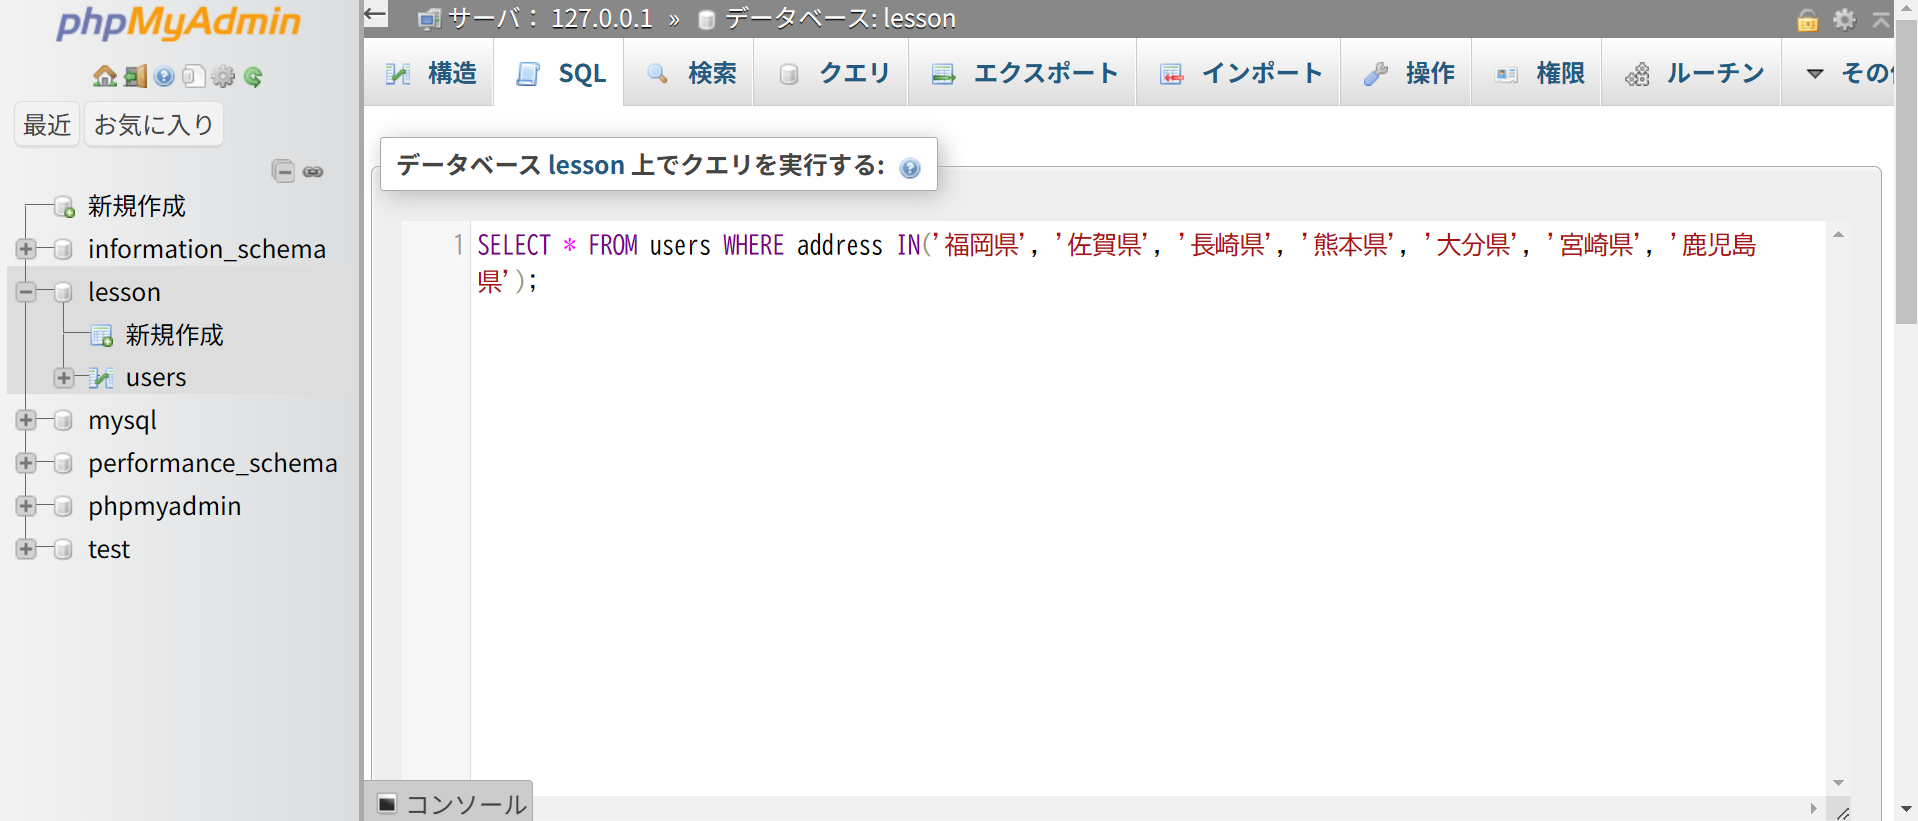 phpMyAdmin
最近 お気に入り
新規作成
information_schema
lesson
新規作成
users
mysql
performance_schema
phpmyadmin
test
サーバ： 127.0.0.1 » データベース: lesson
構造 SQL 検索 クエリ エクスポート インポート 操作 権限 ルーチン その
データベース lesson 上でクエリを実行する:
1 SELECT * FROM users WHERE address IN('福岡県', '佐賀県', '長崎県', '熊本県', '大分県', '宮崎県', '鹿児島
県');
コンソール